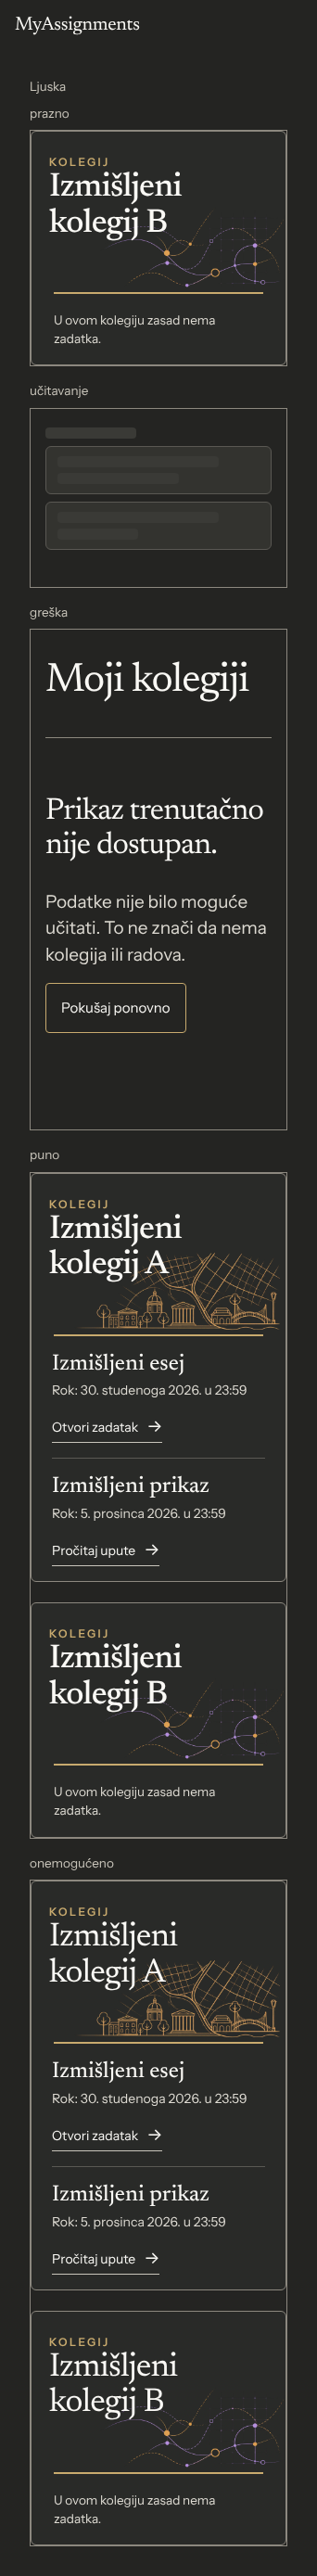 MyAssignments
Ljuska
prazno
KOLEGIJ
Izmišljeni
kolegij B
U ovom kolegiju zasad nema
zadatka.
učitavanje
greška
Moji kolegiji
Prikaz trenutačno
nije dostupan.
Podatke nije bilo moguće
učitati. To ne znači da nema
kolegija ili radova.
Pokušaj ponovno
puno
KOLEGIJ
Izmišljeni
kolegij A
Izmišljeni esej
Rok: 30. studenoga 2026. u 23:59
Otvori zadatak →
Izmišljeni prikaz
Rok: 5. prosinca 2026. u 23:59
Pročitaj upute →
KOLEGIJ
Izmišljeni
kolegij B
U ovom kolegiju zasad nema
zadatka.
onemogućeno
KOLEGIJ
Izmišljeni
kolegij A
Izmišljeni esej
Rok: 30. studenoga 2026. u 23:59
Otvori zadatak →
Izmišljeni prikaz
Rok: 5. prosinca 2026. u 23:59
Pročitaj upute →
KOLEGIJ
Izmišljeni
kolegij B
U ovom kolegiju zasad nema
zadatka.